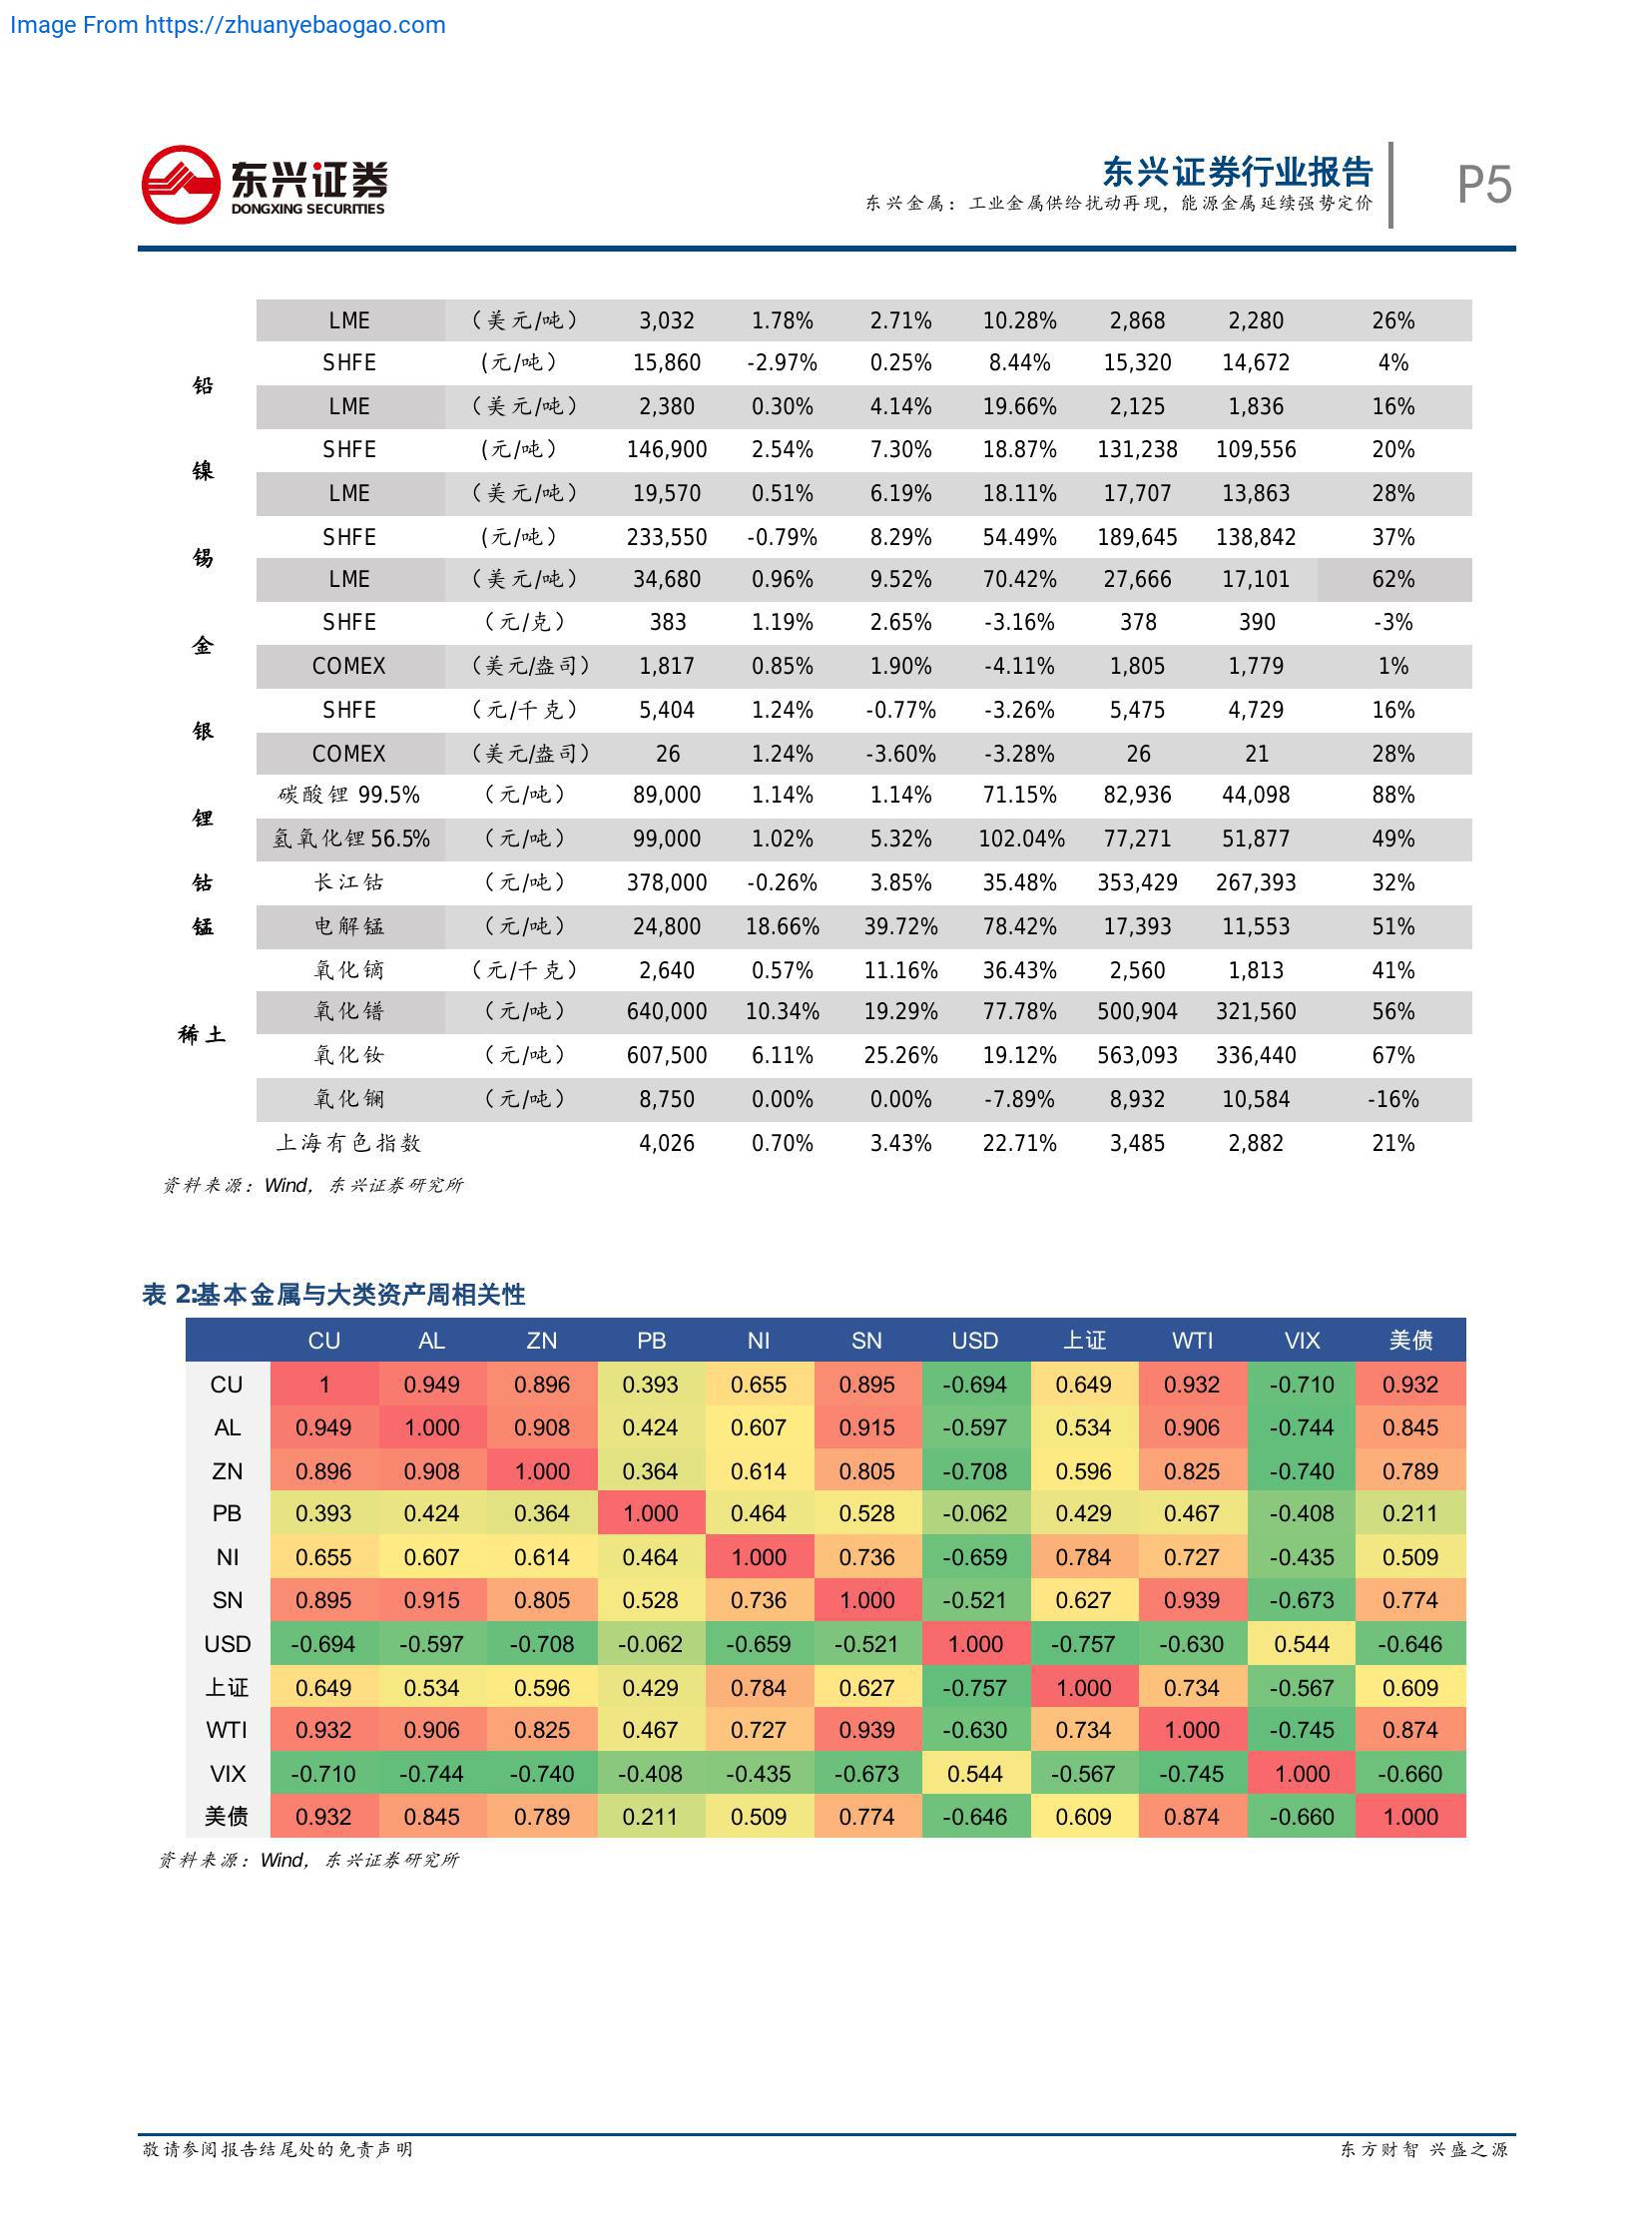 Image From https://zhuanyebaogao.com
东兴证券
DONGXING SECURITIES
东兴证券行业报告
东兴金属：工业金属供给扰动再现，能源金属延续强势定价
P5
LME （美元/吨） 3,032 1.78% 2.71% 10.28% 2,868 2,280 26%
铅 SHFE (元/吨） 15,860 -2.97% 0.25% 8.44% 15,320 14,672 4%
LME （美元/吨） 2,380 0.30% 4.14% 19.66% 2,125 1,836 16%
镍 SHFE (元/吨） 146,900 2.54% 7.30% 18.87% 131,238 109,556 20%
LME （美元/吨） 19,570 0.51% 6.19% 18.11% 17,707 13,863 28%
锡 SHFE (元/吨） 233,550 -0.79% 8.29% 54.49% 189,645 138,842 37%
LME （美元/吨） 34,680 0.96% 9.52% 70.42% 27,666 17,101 62%
金 SHFE （元/克） 383 1.19% 2.65% -3.16% 378 390 -3%
COMEX （美元/盎司） 1,817 0.85% 1.90% -4.11% 1,805 1,779 1%
银 SHFE （元/千克） 5,404 1.24% -0.77% -3.26% 5,475 4,729 16%
COMEX （美元/盎司） 26 1.24% -3.60% -3.28% 26 21 28%
锂 碳酸锂 99.5% （元/吨） 89,000 1.14% 1.14% 71.15% 82,936 44,098 88%
氢氧化锂 56.5% （元/吨） 99,000 1.02% 5.32% 102.04% 77,271 51,877 49%
钴 长江钴 （元/吨） 378,000 -0.26% 3.85% 35.48% 353,429 267,393 32%
锰 电解锰 （元/吨） 24,800 18.66% 39.72% 78.42% 17,393 11,553 51%
氧化镝 （元/千克） 2,640 0.57% 11.16% 36.43% 2,560 1,813 41%
稀土 氧化镨 （元/吨） 640,000 10.34% 19.29% 77.78% 500,904 321,560 56%
氧化钕 （元/吨） 607,500 6.11% 25.26% 19.12% 563,093 336,440 67%
氧化镧 （元/吨） 8,750 0.00% 0.00% -7.89% 8,932 10,584 -16%
上海有色指数 4,026 0.70% 3.43% 22.71% 3,485 2,882 21%
资料来源：Wind，东兴证券研究所
表 2:基本金属与大类资产周相关性
CU AL ZN PB NI SN USD 上证 WTI VIX 美债
CU 1 0.949 0.896 0.393 0.655 0.895 -0.694 0.649 0.932 -0.710 0.932
AL 0.949 1.000 0.908 0.424 0.607 0.915 -0.597 0.534 0.906 -0.744 0.845
ZN 0.896 0.908 1.000 0.364 0.614 0.805 -0.708 0.596 0.825 -0.740 0.789
PB 0.393 0.424 0.364 1.000 0.464 0.528 -0.062 0.429 0.467 -0.408 0.211
NI 0.655 0.607 0.614 0.464 1.000 0.736 -0.659 0.784 0.727 -0.435 0.509
SN 0.895 0.915 0.805 0.528 0.736 1.000 -0.521 0.627 0.939 -0.673 0.774
USD -0.694 -0.597 -0.708 -0.062 -0.659 -0.521 1.000 -0.757 -0.630 0.544 -0.646
上证 0.649 0.534 0.596 0.429 0.784 0.627 -0.757 1.000 0.734 -0.567 0.609
WTI 0.932 0.906 0.825 0.467 0.727 0.939 -0.630 0.734 1.000 -0.745 0.874
VIX -0.710 -0.744 -0.740 -0.408 -0.435 -0.673 0.544 -0.567 -0.745 1.000 -0.660
美债 0.932 0.845 0.789 0.211 0.509 0.774 -0.646 0.609 0.874 -0.660 1.000
资料来源：Wind，东兴证券研究所
敬请参阅报告结尾处的免责声明
东方财智 兴盛之源